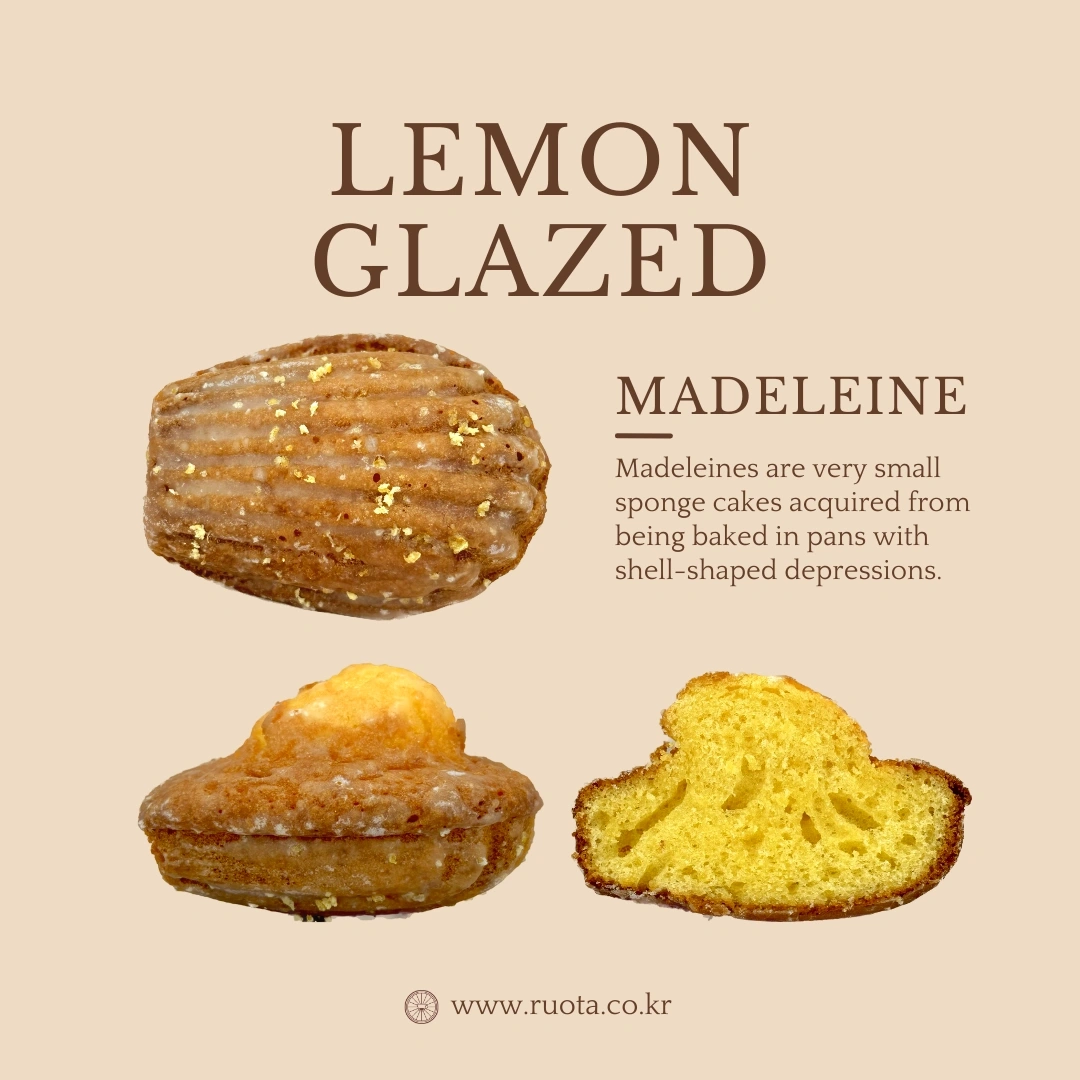 LEMON
GLAZED
MADELEINE
Madeleines are very small
sponge cakes acquired from
being baked in pans with
shell-shaped depressions.
www.ruota.co.kr